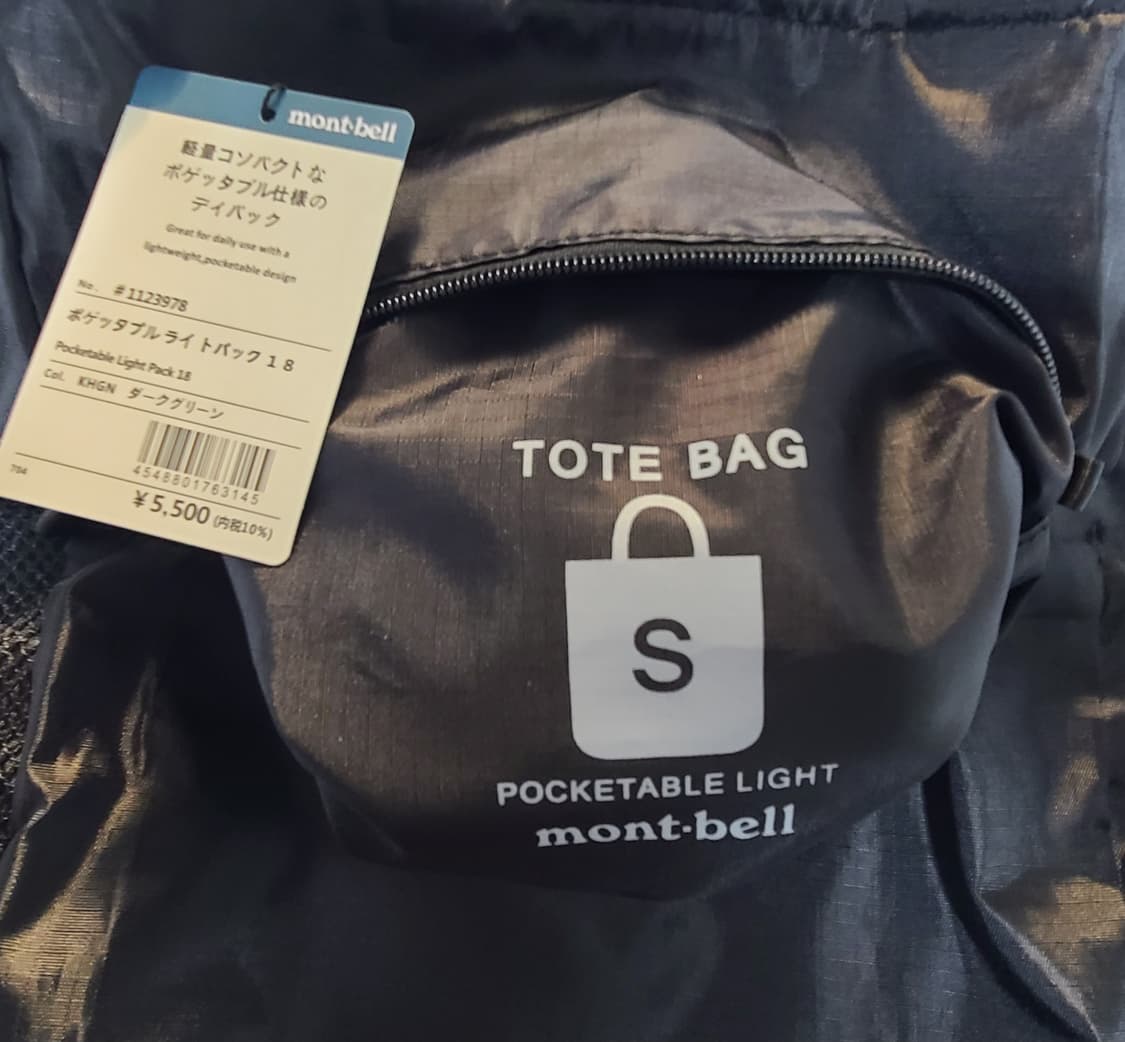 mont-bell
軽量コンパクトな
ポケッタブル仕様の
デイパック
Great for daily use with a
lightweight,pocketable design
No. #1123978
ポケッタブル ライトパック 18
Pocketable Light Pack 18
Col. KHGN ダークグリーン
4548801763145
704
¥5,500 (内税10%)
TOTE BAG
S
POCKETABLE LIGHT
mont-bell